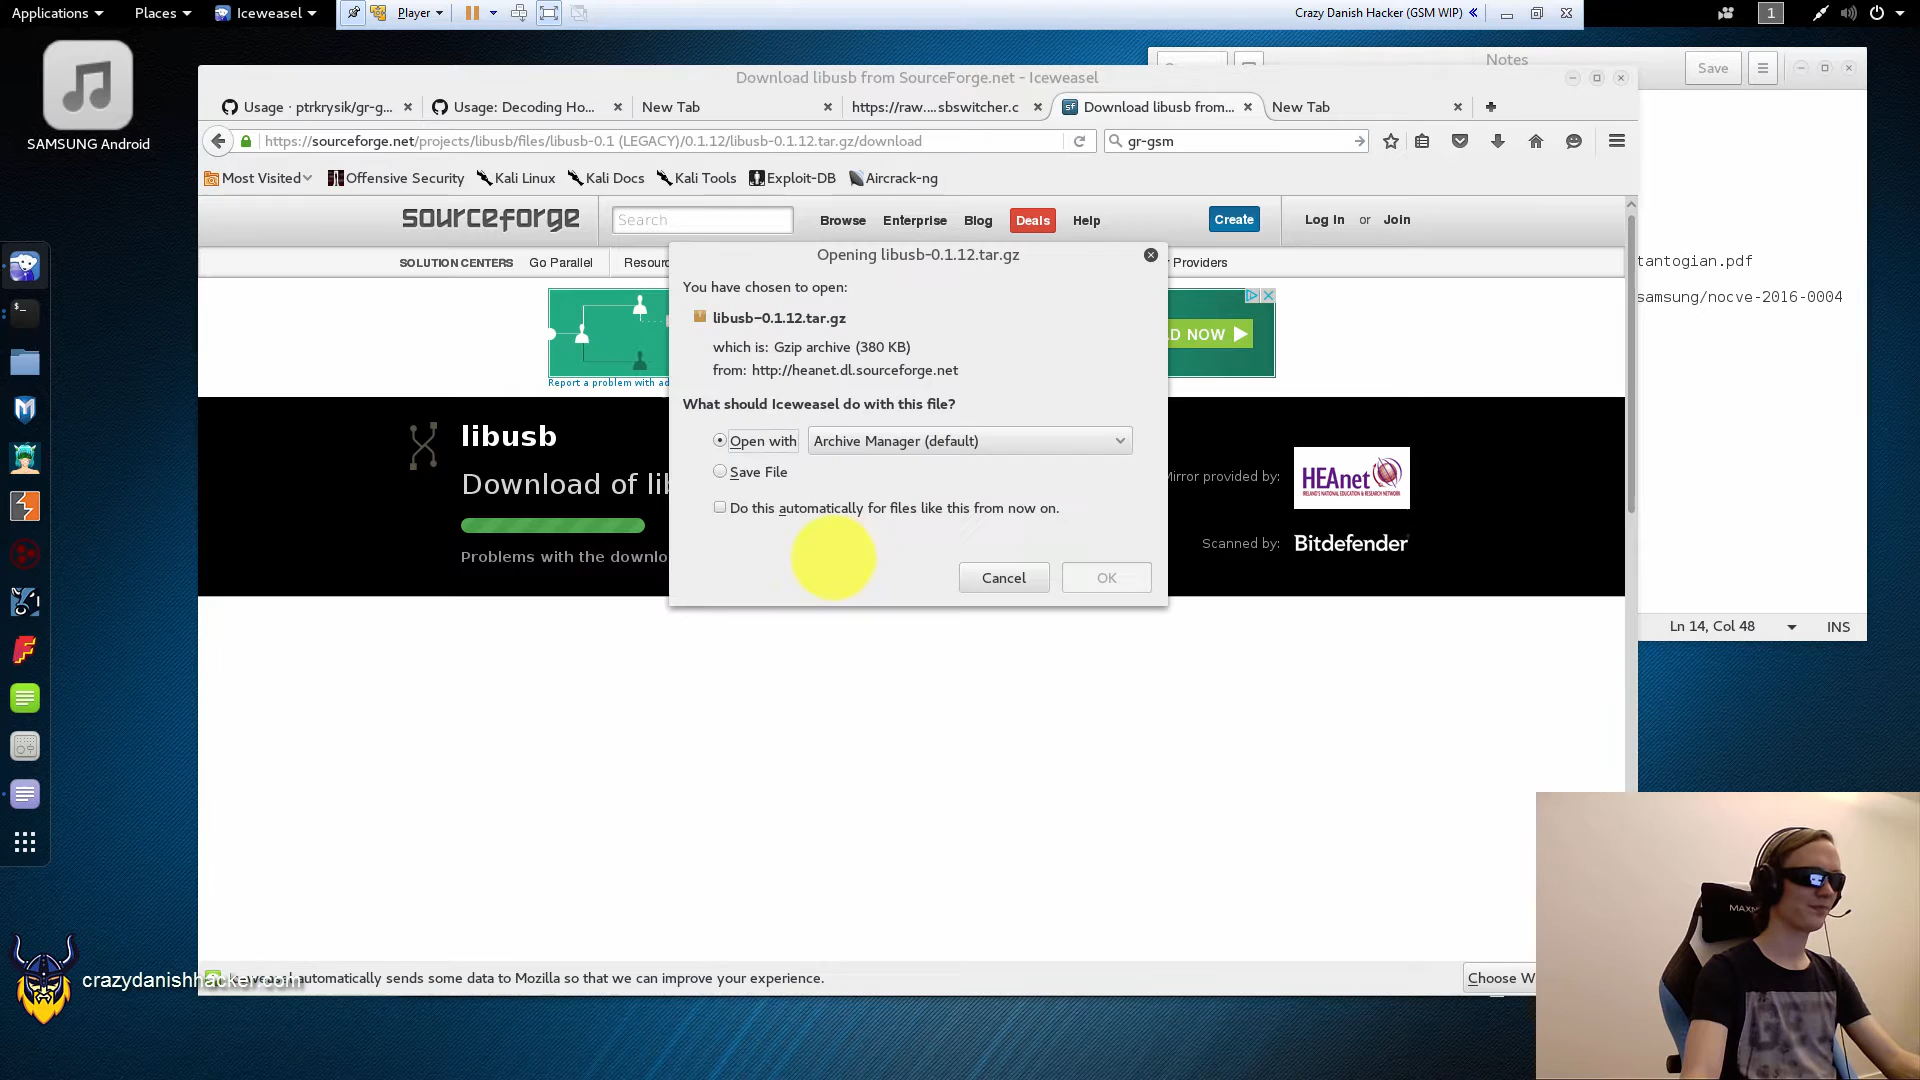 Applications Places Iceweasel Player Crazy Danish Hacker (GSM WIP) 1
SAMSUNG Android
Notes Save
Download libusb from SourceForge.net - Iceweasel
Usage · ptrkrysik/gr-g... Usage: Decoding Ho... New Tab https://raw....sbswitcher.c Download libusb from... New Tab
https://sourceforge.net/projects/libusb/files/libusb-0.1 (LEGACY)/0.1.12/libusb-0.1.12.tar.gz/download gr-gsm
Most Visited Offensive Security Kali Linux Kali Docs Kali Tools Exploit-DB Aircrack-ng
sourceforge Search Browse Enterprise Blog Deals Help Create Log In or Join
SOLUTION CENTERS Go Parallel Resourc Providers
Opening libusb-0.1.12.tar.gz
You have chosen to open:
libusb-0.1.12.tar.gz
which is: Gzip archive (380 KB)
from: http://heanet.dl.sourceforge.net
What should Iceweasel do with this file?
Open with Archive Manager (default)
Save File
Do this automatically for files like this from now on.
Cancel OK
D NOW
Report a problem with ad
libusb
Download of lib
Problems with the downlo
Mirror provided by: HEAnet
IRELAND'S NATIONAL EDUCATION & RESEARCH NETWORK
Scanned by: Bitdefender
tantogian.pdf
samsung/nocve-2016-0004
Ln 14, Col 48 INS
automatically sends some data to Mozilla so that we can improve your experience.
Choose W
crazydanishhacker.com
MAXN